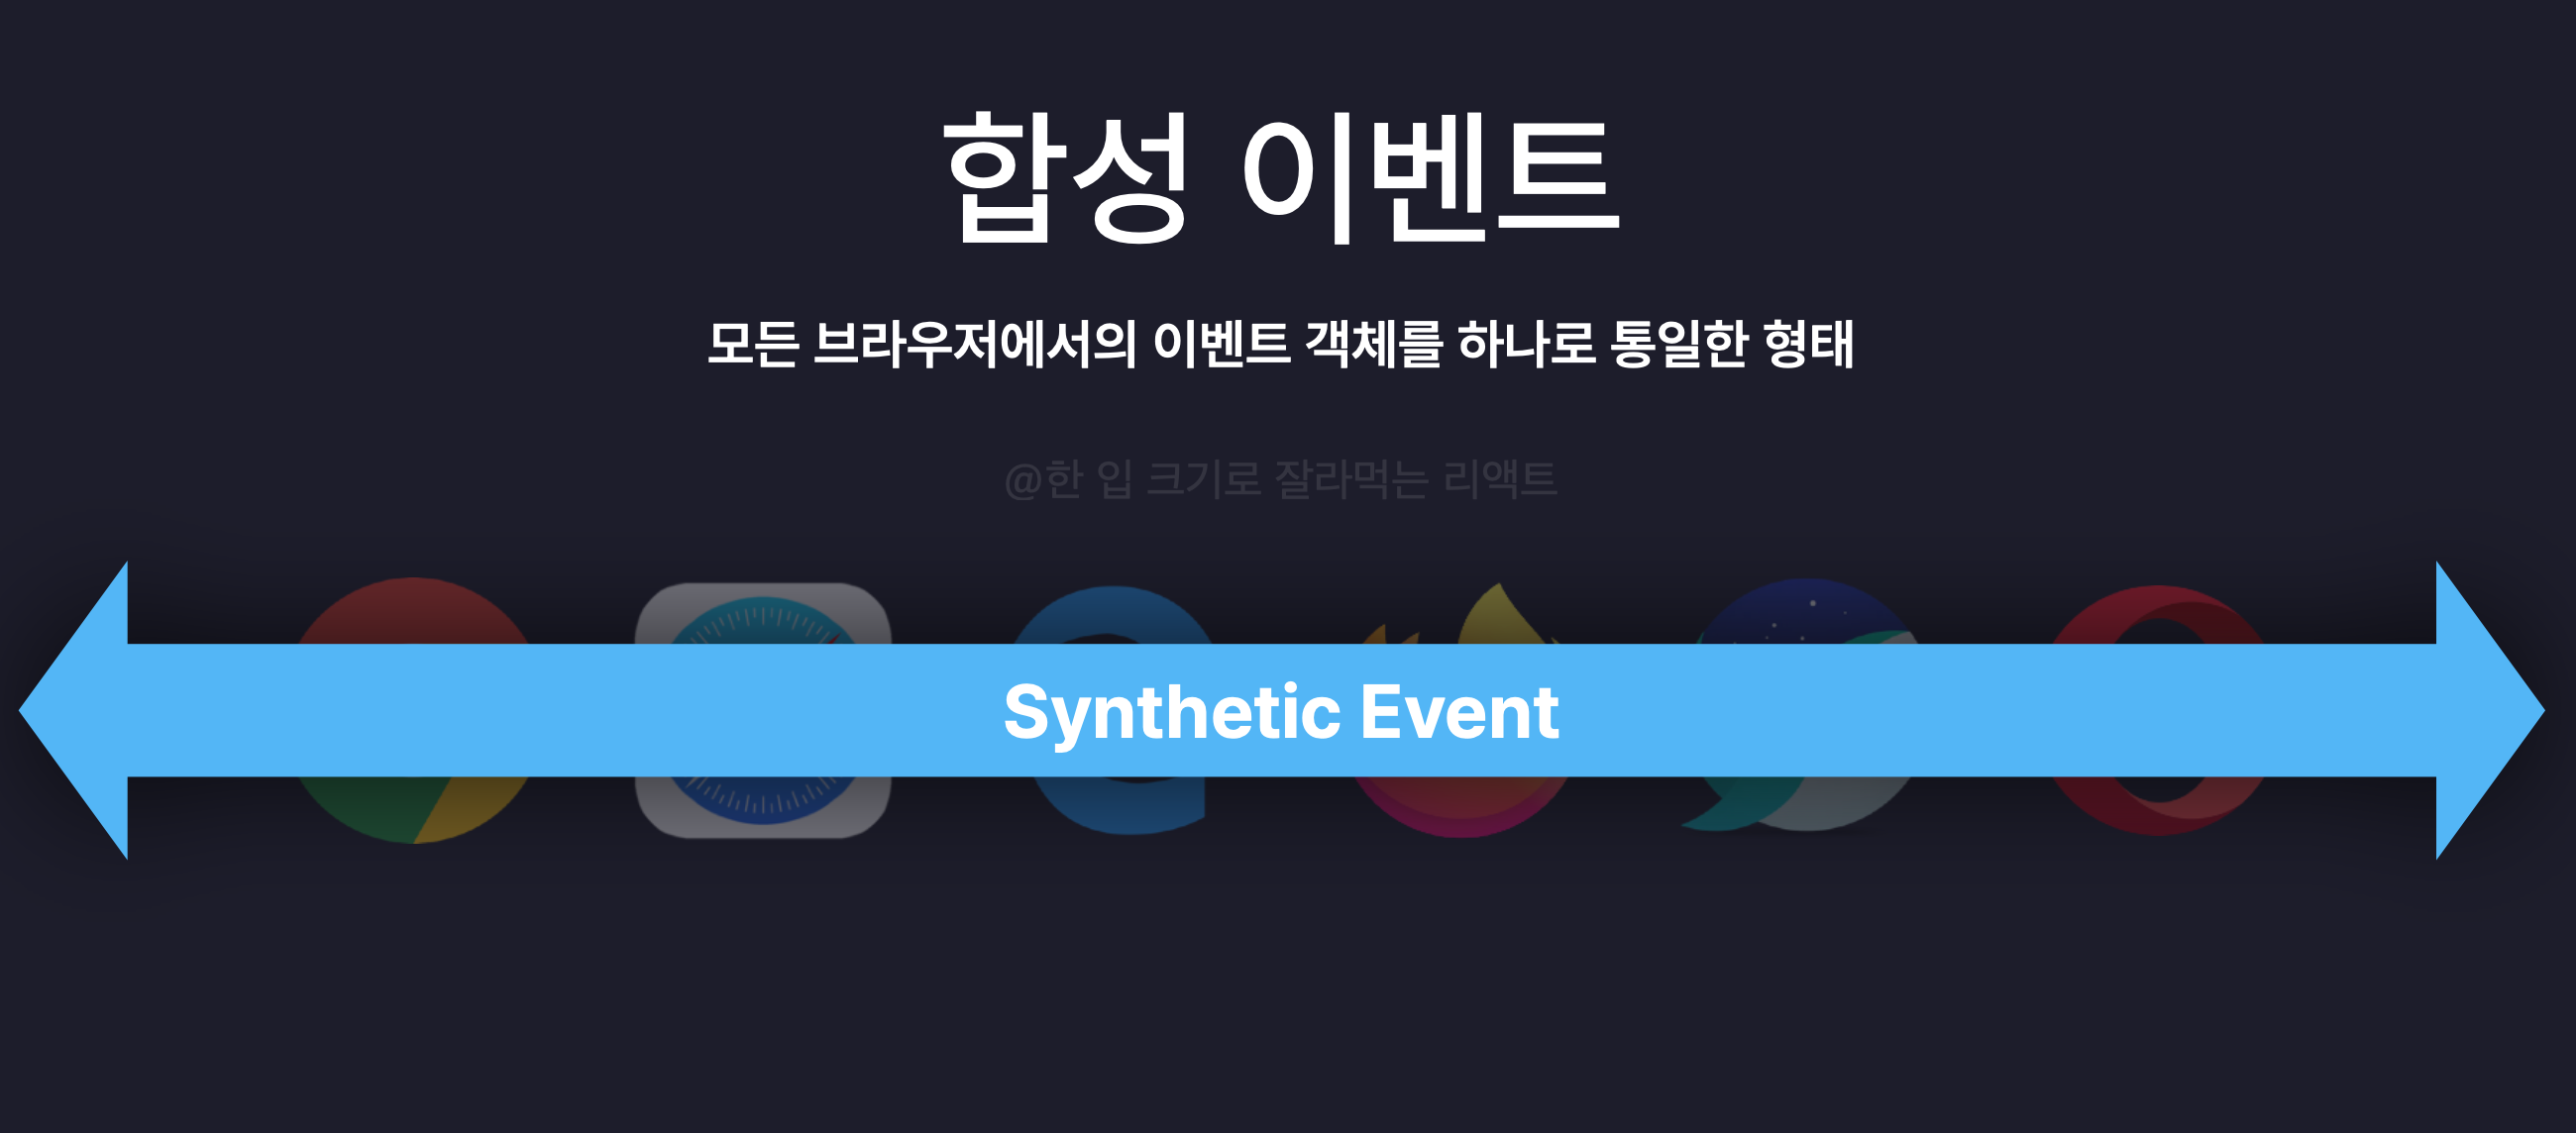 합성 이벤트
모든 브라우저에서의 이벤트 객체를 하나로 통일한 형태
@한 입 크기로 잘라먹는 리액트
Synthetic Event